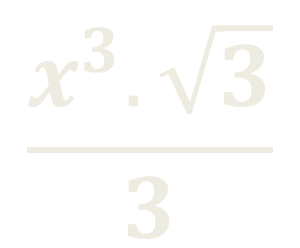 x³ . √3
3